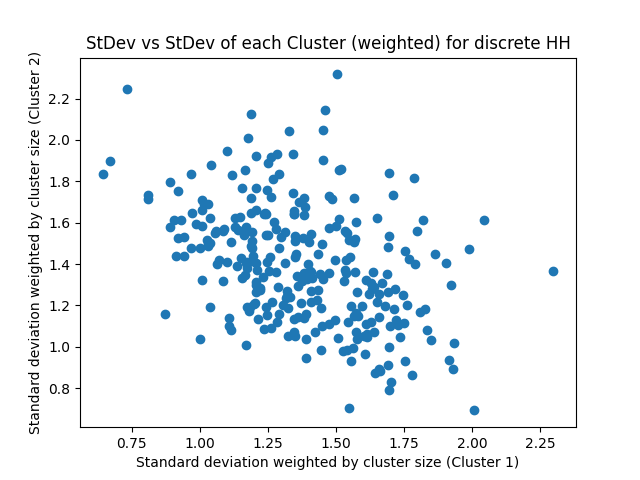 StDev vs StDev of each Cluster (weighted) for discrete HH
Standard deviation weighted by cluster size (Cluster 2)
2.2
2.0
1.8
1.6
1.4
1.2
1.0
0.8
0.75 1.00 1.25 1.50 1.75 2.00 2.25
Standard deviation weighted by cluster size (Cluster 1)